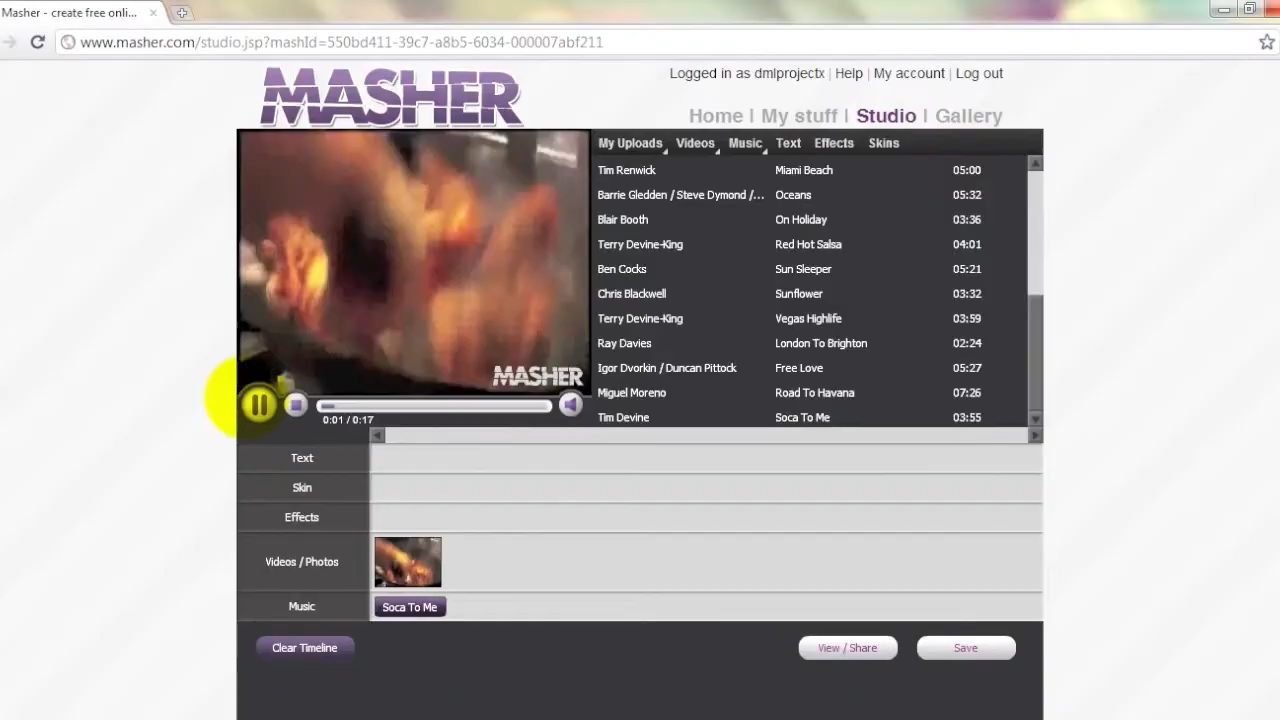 Masher - create free onli...
www.masher.com/studio.jsp?mashId=550bd411-39c7-a8b5-6034-000007abf211
MASHER
Logged in as dmlprojectx | Help | My account | Log out
Home | My stuff | Studio | Gallery
My Uploads Videos Music Text Effects Skins
Tim Renwick Miami Beach 05:00
Barrie Gledden / Steve Dymond /... Oceans 05:32
Blair Booth On Holiday 03:36
Terry Devine-King Red Hot Salsa 04:01
Ben Cocks Sun Sleeper 05:21
Chris Blackwell Sunflower 03:32
Terry Devine-King Vegas Highlife 03:59
Ray Davies London To Brighton 02:24
Igor Dvorkin / Duncan Pittock Free Love 05:27
Miguel Moreno Road To Havana 07:26
Tim Devine Soca To Me 03:55
MASHER
0:01 / 0:17
Text
Skin
Effects
Videos / Photos
Music
Soca To Me
Clear Timeline
View / Share
Save